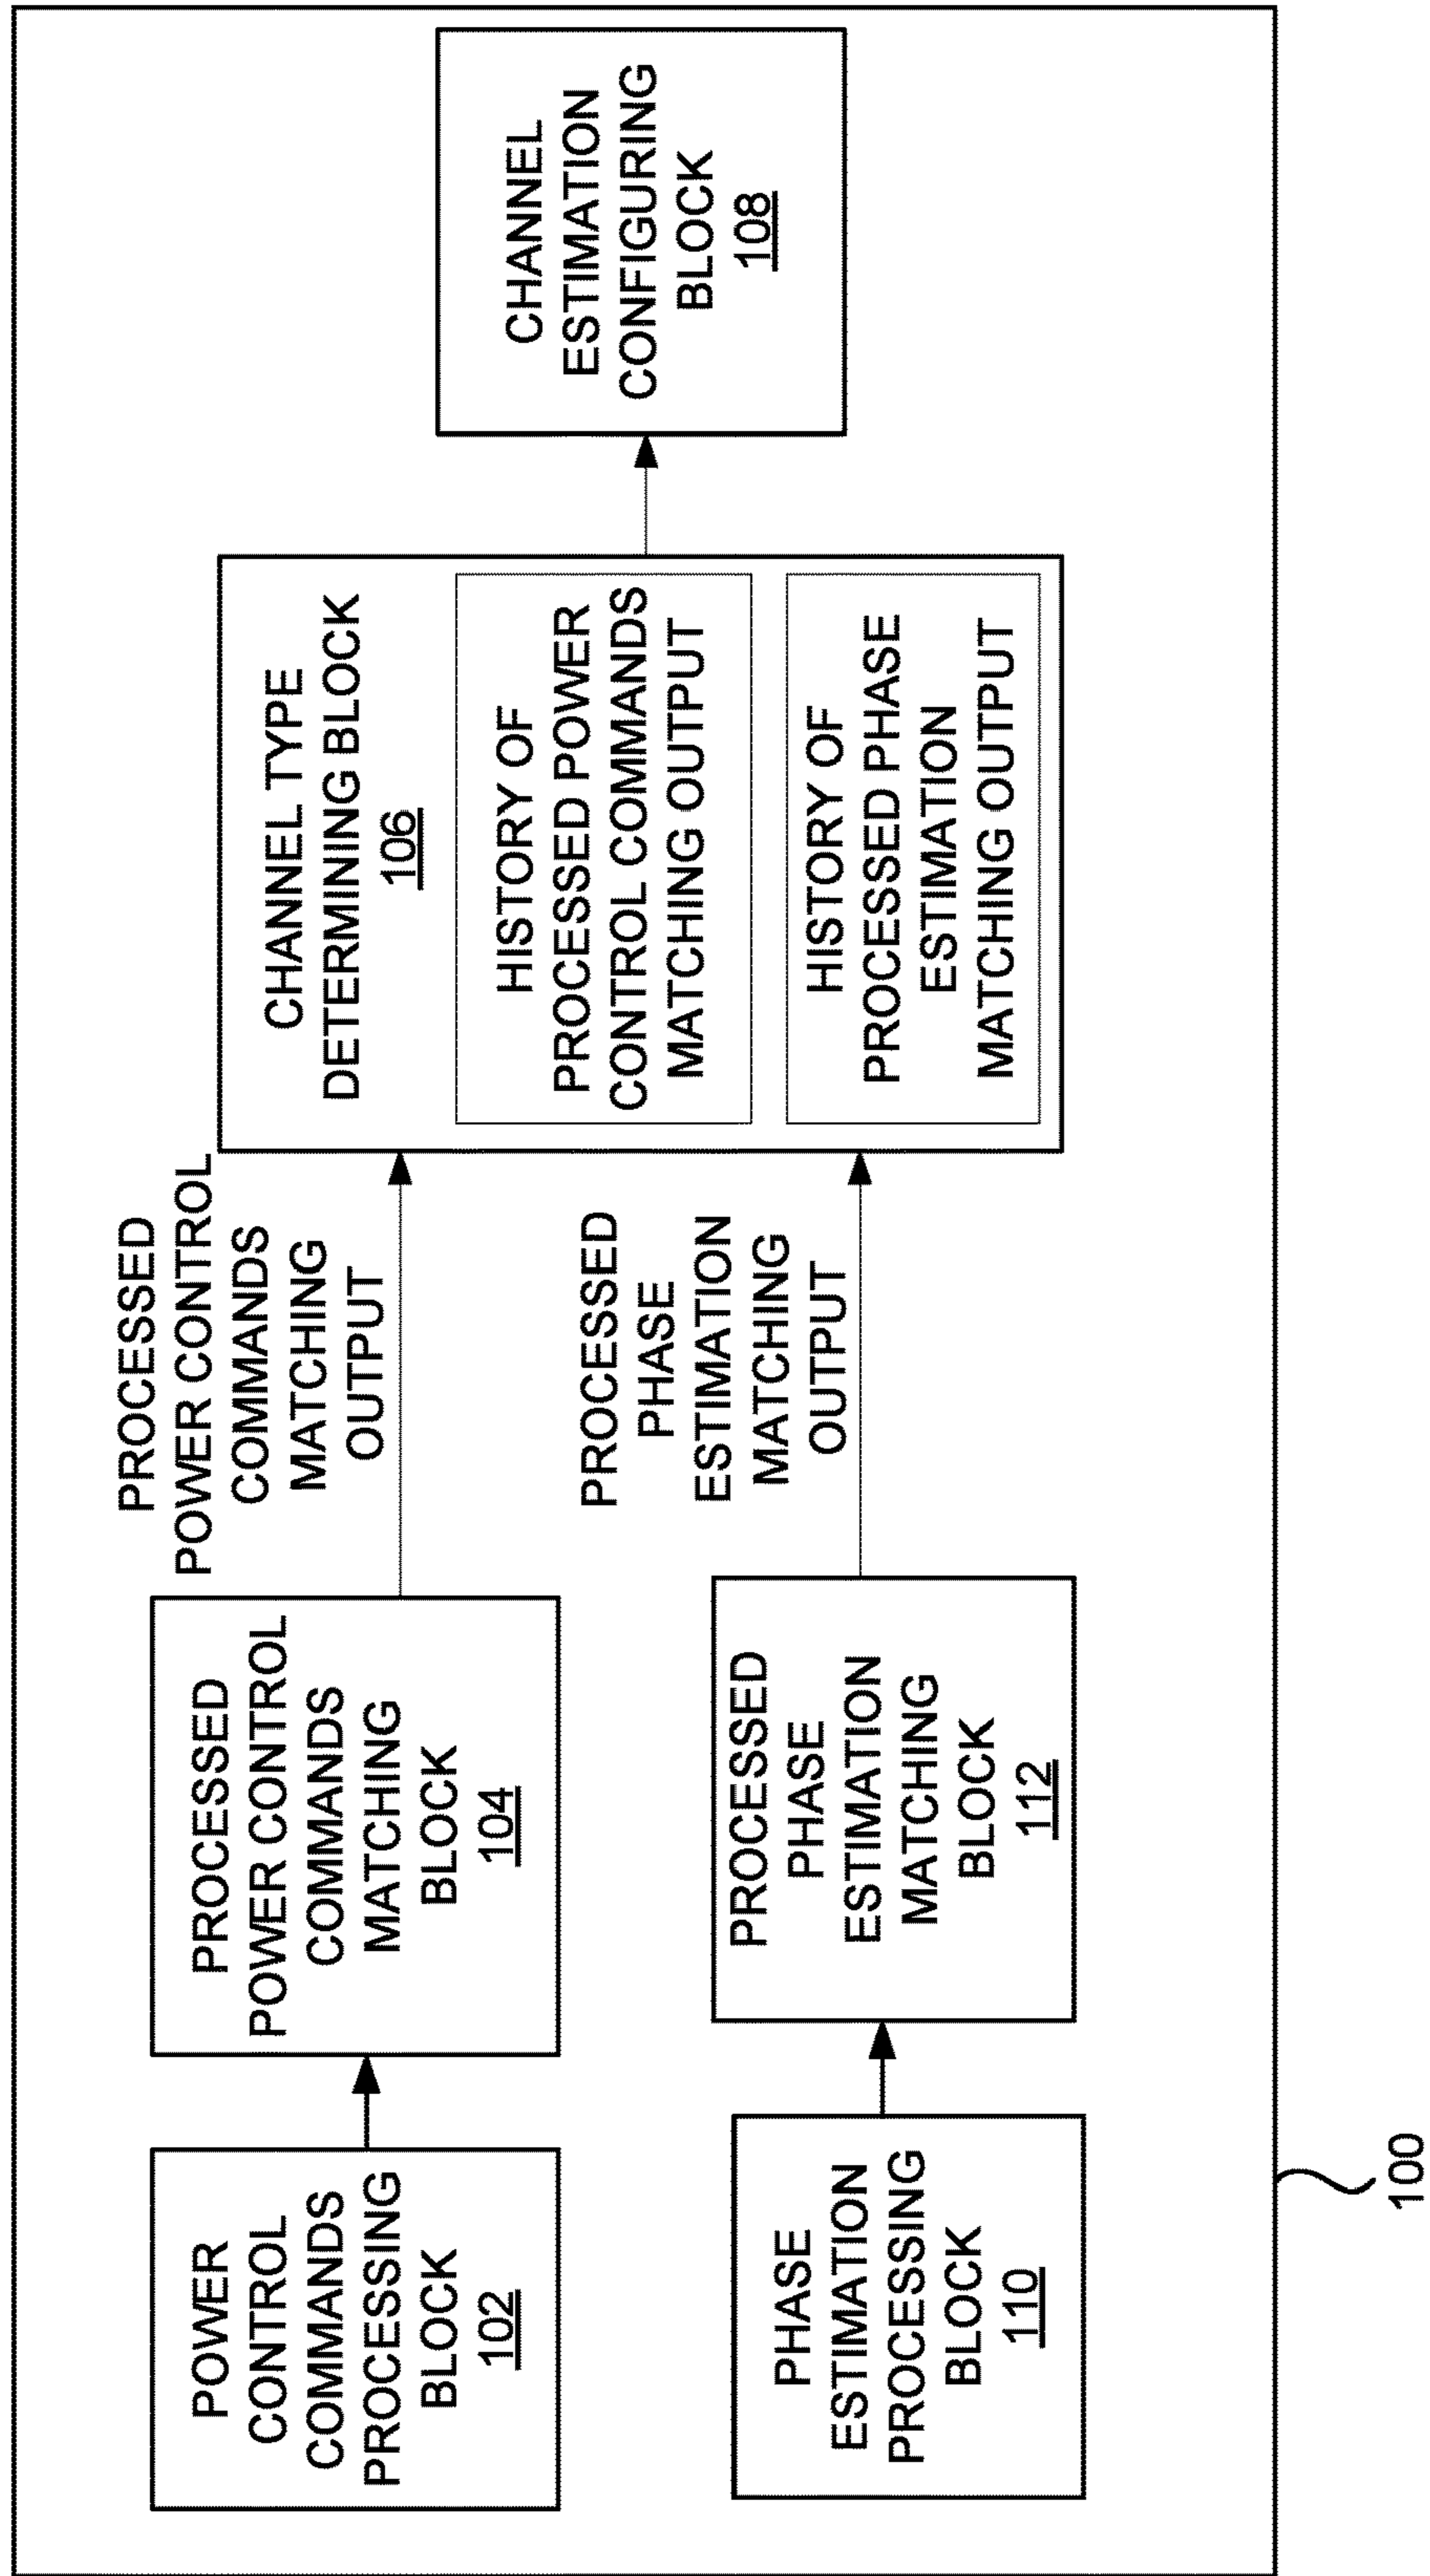 POWER
CONTROL
COMMANDS
PROCESSING
BLOCK
102
PROCESSED
POWER CONTROL
COMMANDS
MATCHING
BLOCK
104
PROCESSED
POWER CONTROL
COMMANDS
MATCHING
OUTPUT
CHANNEL TYPE
DETERMINING BLOCK
106
HISTORY OF
PROCESSED POWER
CONTROL COMMANDS
MATCHING OUTPUT
HISTORY OF
PROCESSED PHASE
ESTIMATION
MATCHING OUTPUT
CHANNEL
ESTIMATION
CONFIGURING
BLOCK
108
PHASE
ESTIMATION
PROCESSING
BLOCK
110
PROCESSED
PHASE
ESTIMATION
MATCHING
BLOCK
112
PROCESSED
PHASE
ESTIMATION
MATCHING
OUTPUT
100